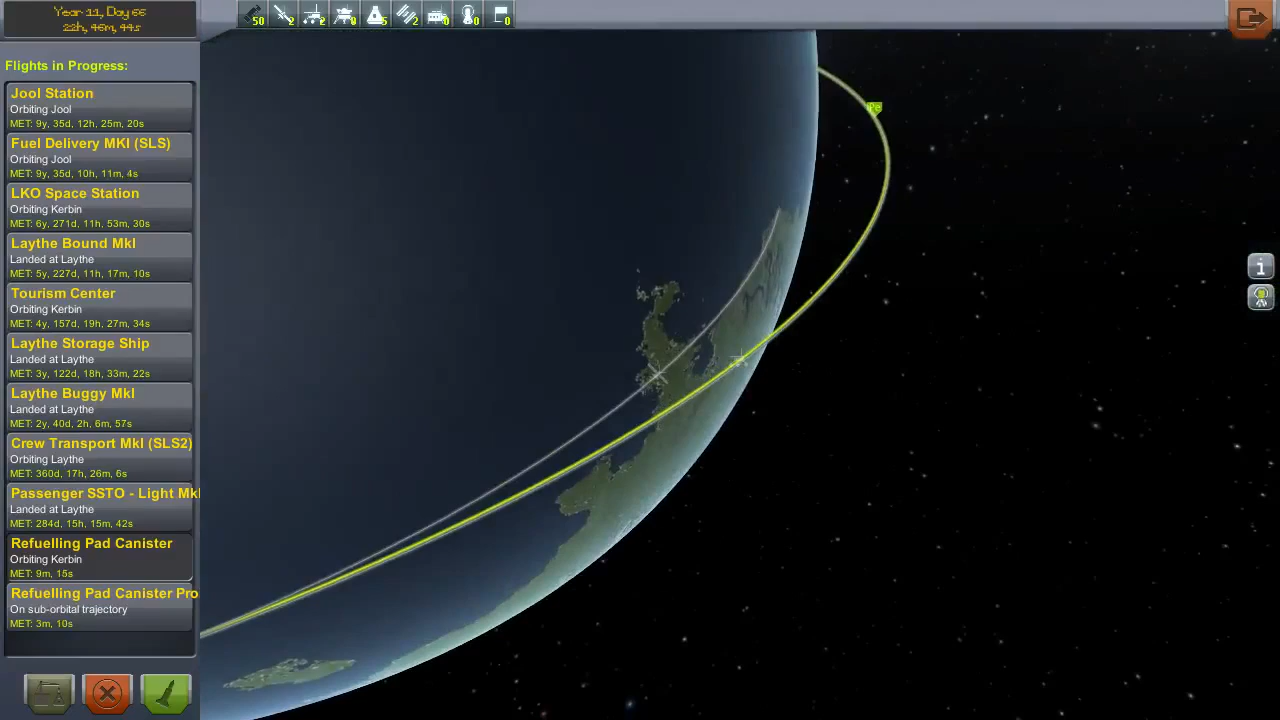 Year 11, Day 66
22h, 46m, 44s
50 2 2 0 5 2 0 0 0
Flights in Progress:
Jool Station
Orbiting Jool
MET: 9y, 35d, 12h, 25m, 20s
Fuel Delivery MKI (SLS)
Orbiting Jool
MET: 9y, 35d, 10h, 11m, 4s
LKO Space Station
Orbiting Kerbin
MET: 6y, 271d, 11h, 53m, 30s
Laythe Bound MkI
Landed at Laythe
MET: 5y, 227d, 11h, 17m, 10s
Tourism Center
Orbiting Kerbin
MET: 4y, 157d, 19h, 27m, 34s
Laythe Storage Ship
Landed at Laythe
MET: 3y, 122d, 18h, 33m, 22s
Laythe Buggy MkI
Landed at Laythe
MET: 2y, 40d, 2h, 6m, 57s
Crew Transport MkI (SLS2)
Orbiting Laythe
MET: 360d, 17h, 26m, 6s
Passenger SSTO - Light MkI
Landed at Laythe
MET: 284d, 15h, 15m, 42s
Refuelling Pad Canister
Orbiting Kerbin
MET: 9m, 15s
Refuelling Pad Canister Pro
On sub-orbital trajectory
MET: 3m, 10s
Pe